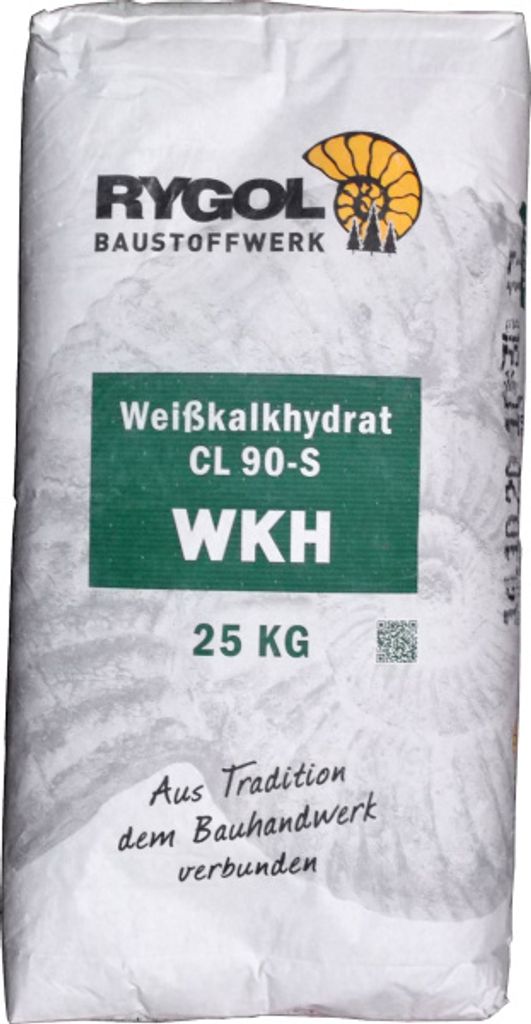 RYGOL
BAUSTOFFWERK
Weißkalkhydrat
CL 90-S
WKH
25 KG
Aus Tradition
dem Bauhandwerk
verbunden